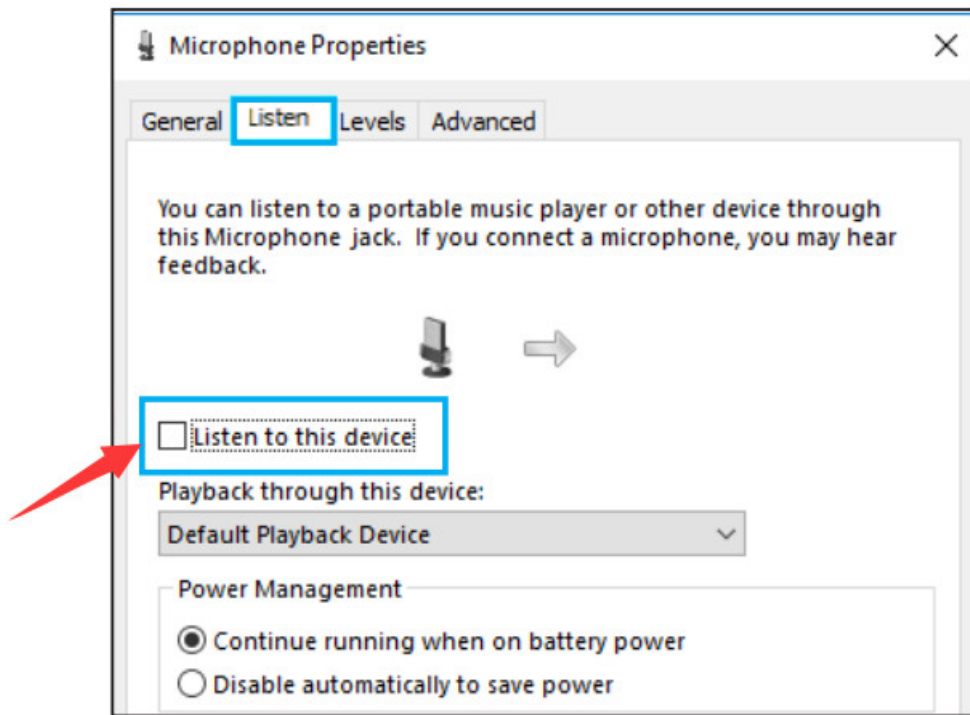 Microphone Properties
General Listen Levels Advanced
You can listen to a portable music player or other device through
this Microphone jack. If you connect a microphone, you may hear
feedback.
Listen to this device
Playback through this device:
Default Playback Device
Power Management
Continue running when on battery power
Disable automatically to save power